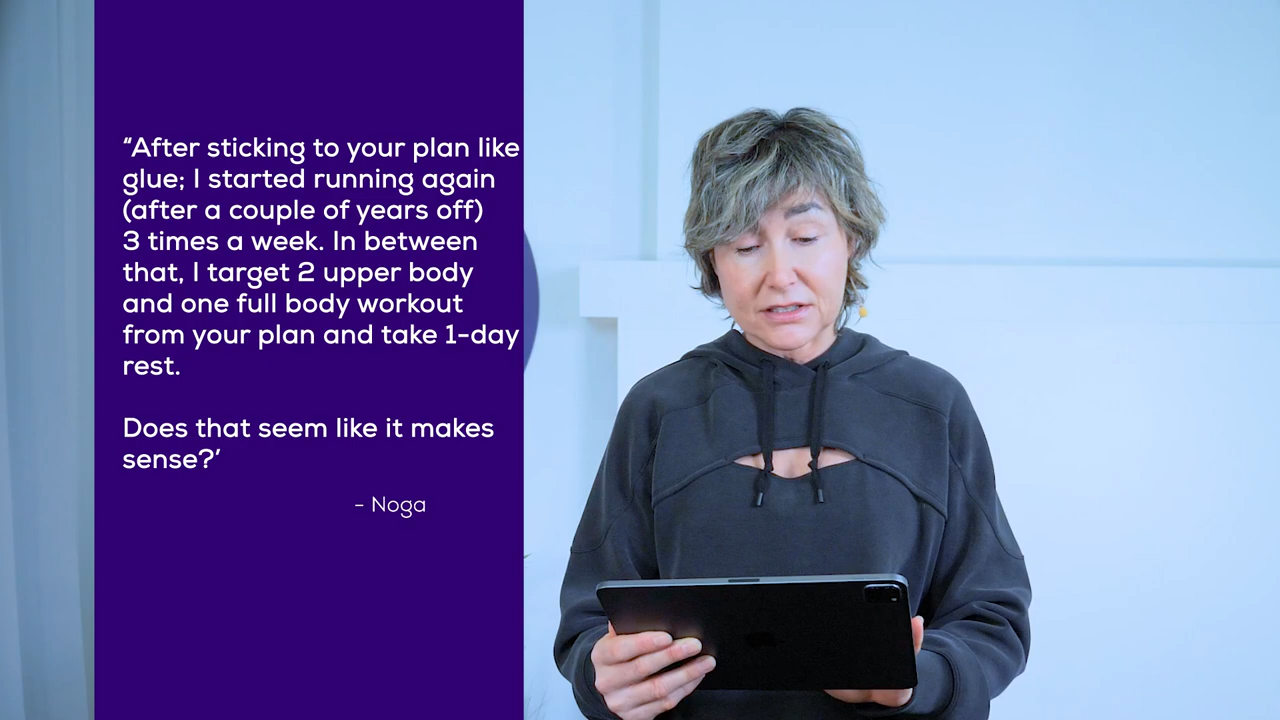 “After sticking to your plan like
glue; I started running again
(after a couple of years off)
3 times a week. In between
that, I target 2 upper body
and one full body workout
from your plan and take 1-day
rest.
Does that seem like it makes
sense?’
- Noga